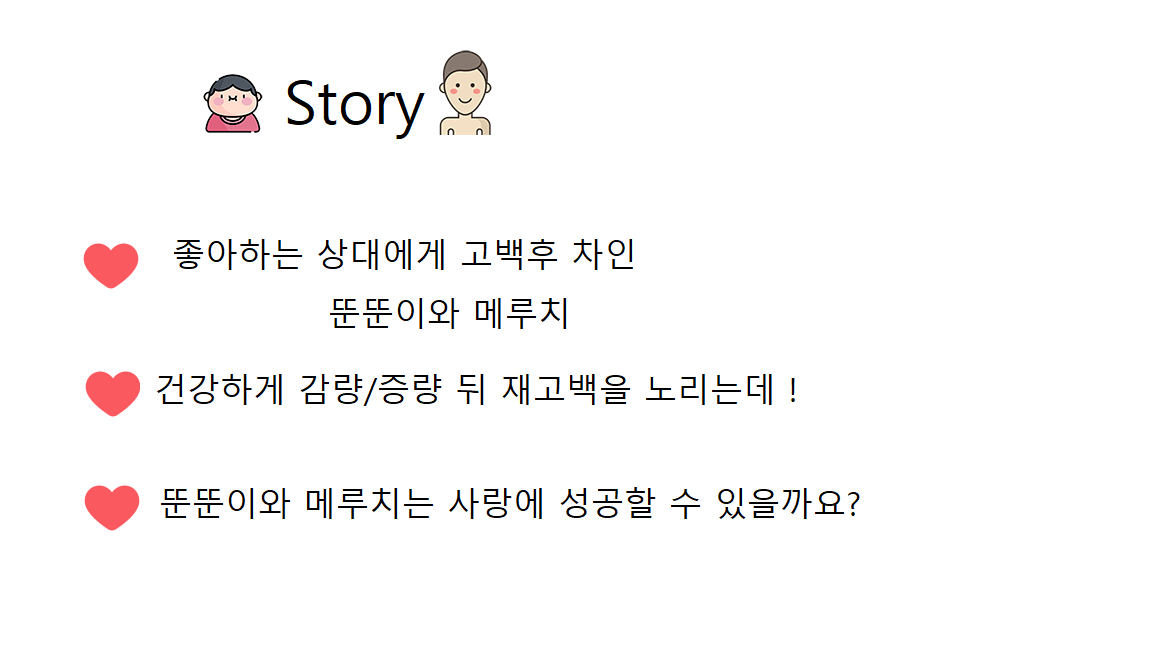 Story
좋아하는 상대에게 고백후 차인
뚠뚠이와 메루치
건강하게 감량/증량 뒤 재고백을 노리는데 !
뚠뚠이와 메루치는 사랑에 성공할 수 있을까요?